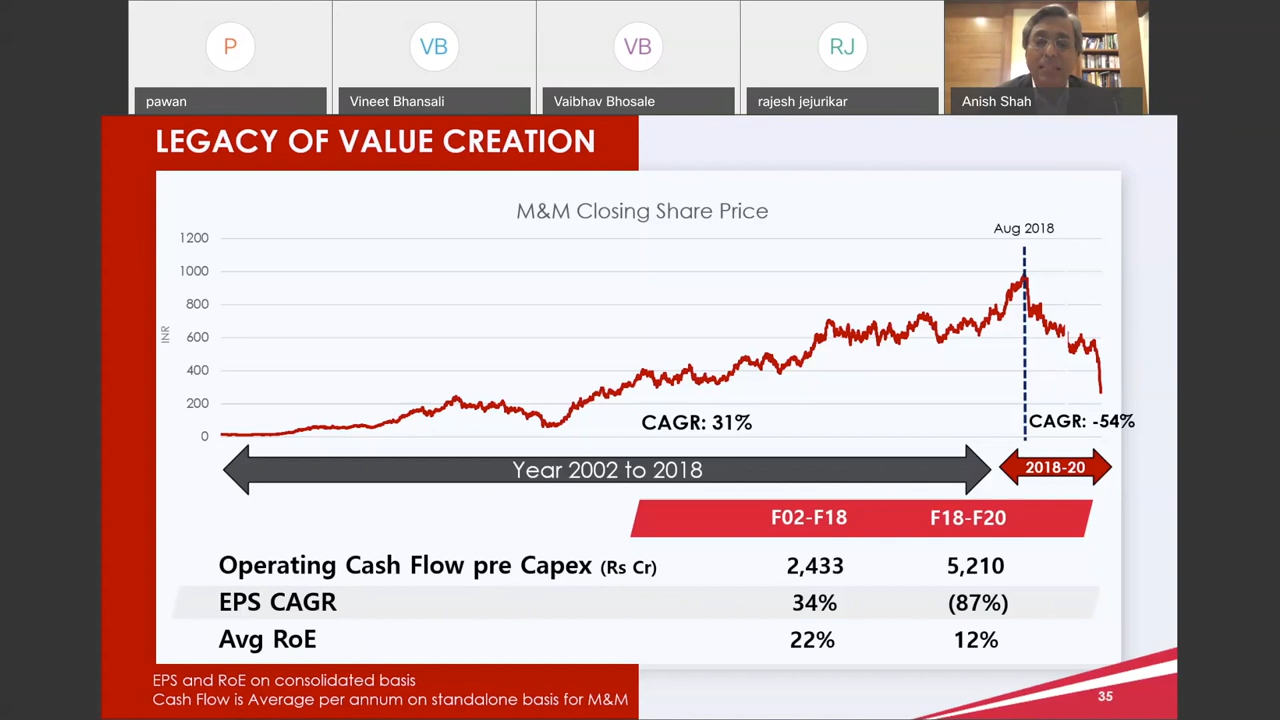 P
VB
VB
RJ
pawan
Vineet Bhansali
Vaibhav Bhosale
rajesh jejurikar
Anish Shah
LEGACY OF VALUE CREATION
M&M Closing Share Price
Aug 2018
1200
1000
800
600
400
200
0
INR
CAGR: 31%
CAGR: -54%
Year 2002 to 2018
2018-20
F02-F18 F18-F20
Operating Cash Flow pre Capex (Rs Cr) 2,433 5,210
EPS CAGR 34% (87%)
Avg RoE 22% 12%
EPS and RoE on consolidated basis
Cash Flow is Average per annum on standalone basis for M&M
35